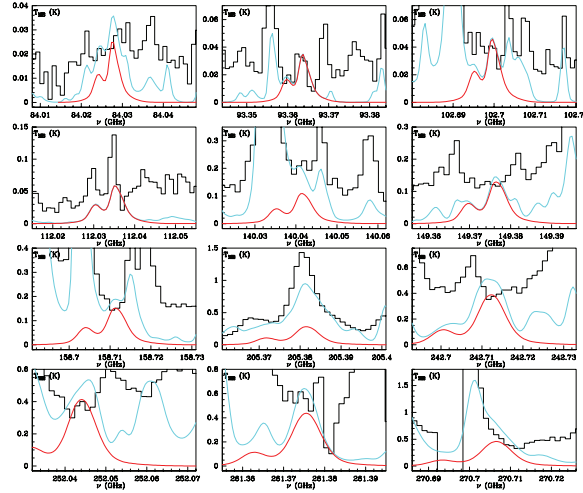 T_MB (K) T_MB (K) T_MB (K)
0.04 0.06 0.06
0.03
0.02 0.04 0.04
0.01 0.02 0.02
0 0 0
84.01 84.02 84.03 84.04 93.35 93.36 93.37 93.38 102.69 102.7 102.71 102.7
ν (GHz) ν (GHz) ν (GHz)
T_MB (K) T_MB (K) T_MB (K)
0.15 0.3 0.3
0.1 0.2 0.2
0.05 0.1 0.1
0 0 0
112.02 112.03 112.04 112.05 140.03 140.04 140.05 140.06 149.36 149.37 149.38 149.39
ν (GHz) ν (GHz) ν (GHz)
T_MB (K) T_MB (K) T_MB (K)
0.4 1.5 0.8
0.3
0.2 1 0.4
0.1 0.5
0 0 0
158.7 158.71 158.72 158.73 205.37 205.38 205.39 205.4 242.7 242.71 242.72 242.73
ν (GHz) ν (GHz) ν (GHz)
T_MB (K) T_MB (K) T_MB (K)
0.6 0.8 1.5
0.4 0.6 1
0.2 0.4 0.5
0.2
0 0 0
252.04 252.05 252.06 252.07 281.36 281.37 281.38 281.39 270.69 270.7 270.71 270.72
ν (GHz) ν (GHz) ν (GHz)